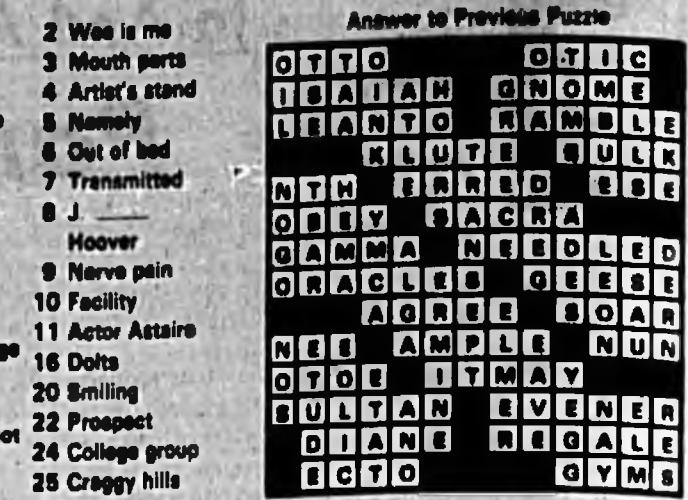 2 Woe is me
3 Mouth parts
4 Artist's stand
5 Namely
6 Out of bed
7 Transmitted
8 J. ____
Hoover
9 Nerve pain
10 Facility
11 Actor Astaire
16 Dolts
20 Smiling
22 Prospect
24 College group
25 Craggy hills
Answer to Previous Puzzle
OTTO OTIC
ISAIAH GNOME
LEANTO RAMBLE
KLUTE SULK
NTH ERRED ESE
OBEY SACRA
GAMMA NEEDLED
ORACLES GEESE
AGREE SOAR
NEE AMPLE NUN
OTOE ITMAY
SULTAN EVENER
DIANE REGALE
ECTO GYMS